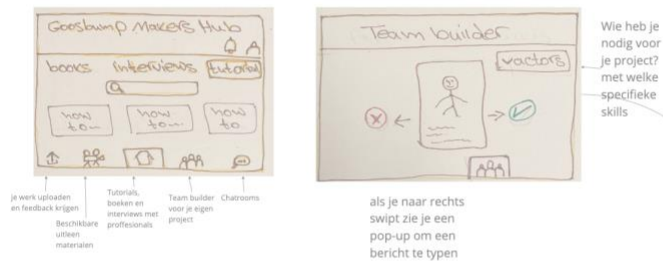 Goosbump Makers Hub
books interviews tutorial
how to...
how to....
how to
je werk uploaden
en feedback krijgen
Beschikbare
uitleen
materialen
Tutorials,
boeken en
interviews met
proffesionals
Team builder
voor je eigen
project
Chatrooms
Team builder
vactors
Wie heb je
nodig voor
je project?
met welke
specifieke
skills
als je naar rechts
swipt zie je een
pop-up om een
bericht te typen